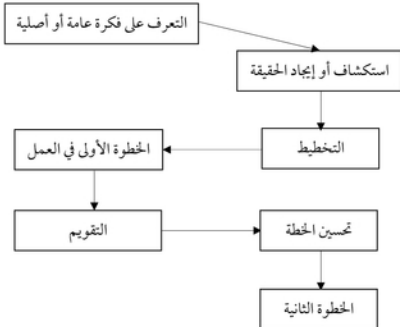 التعرف على فكرة عامة أو أصلية
استكشاف أو إيجاد الحقيقة
التخطيط
الخطوة الأولى في العمل
التقويم
تحسين الخطة
الخطوة الثانية